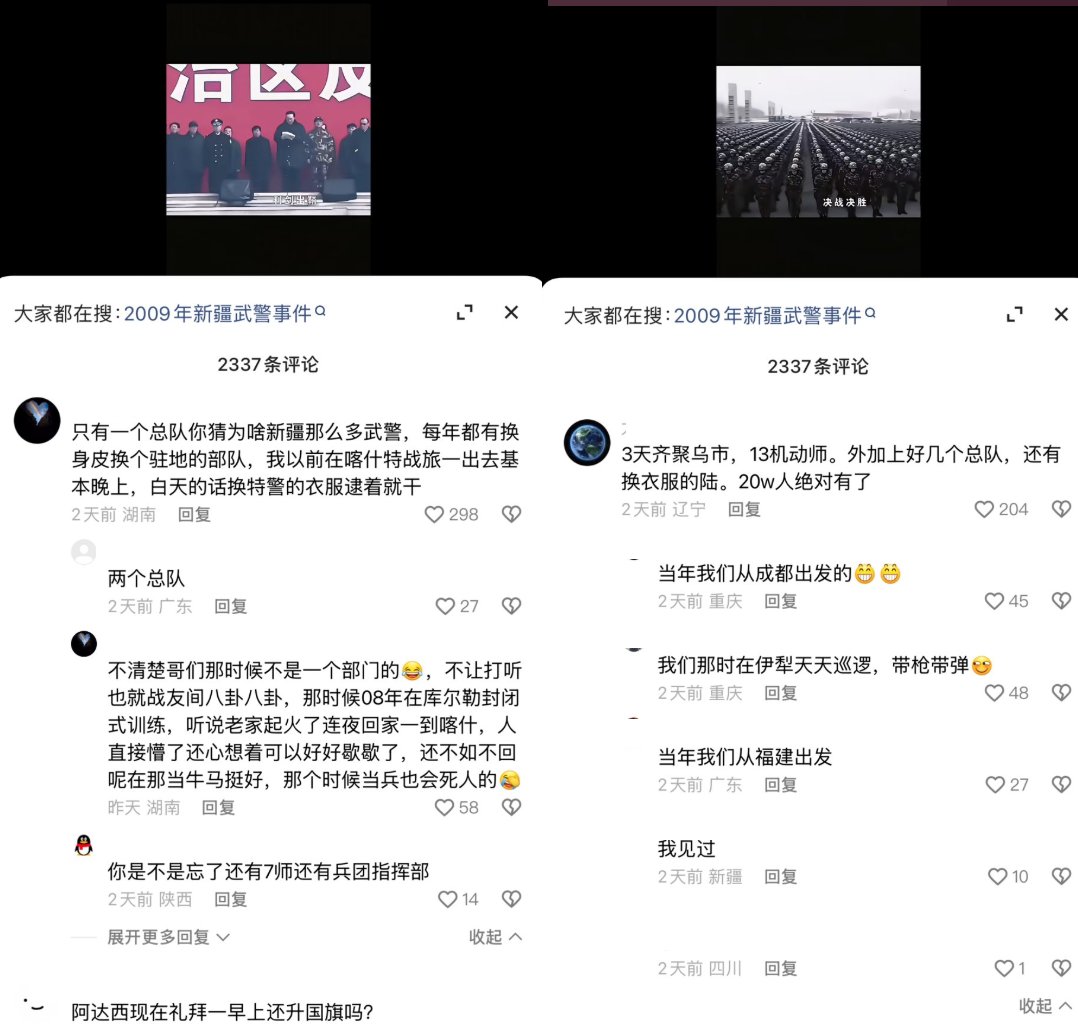 治区反
大家都在搜:2009年新疆武警事件
2337条评论
只有一个总队你猜为啥新疆那么多武警，每年都有换
身皮换个驻地的部队，我以前在喀什特战旅一出去基
本晚上，白天的话换特警的衣服逮着就干
2天前 湖南 回复
298
两个总队
2天前 广东 回复
27
不清楚哥们那时候不是一个部门的😂，不让打听
也就战友间八卦八卦，那时候08年在库尔勒封闭
式训练，听说老家起火了连夜回家一到喀什，人
直接懵了还心想着可以好好歇歇了，还不如不回
呢在那当牛马挺好，那个时候当兵也会死人的😂
昨天 湖南 回复
58
你是不是忘了还有7师还有兵团指挥部
2天前 陕西 回复
14
展开更多回复
收起
阿达西现在礼拜一早上还升国旗吗?
决战决胜
大家都在搜:2009年新疆武警事件
2337条评论
3天齐聚乌市，13机动师。外加上好几个总队，还有
换衣服的陆。20w人绝对有了
2天前 辽宁 回复
204
当年我们从成都出发的😁😁
2天前 重庆 回复
45
我们那时在伊犁天天巡逻，带枪带弹😜
2天前 重庆 回复
48
当年我们从福建出发
2天前 广东 回复
27
我见过
2天前 新疆 回复
10
2天前 四川 回复
1
收起